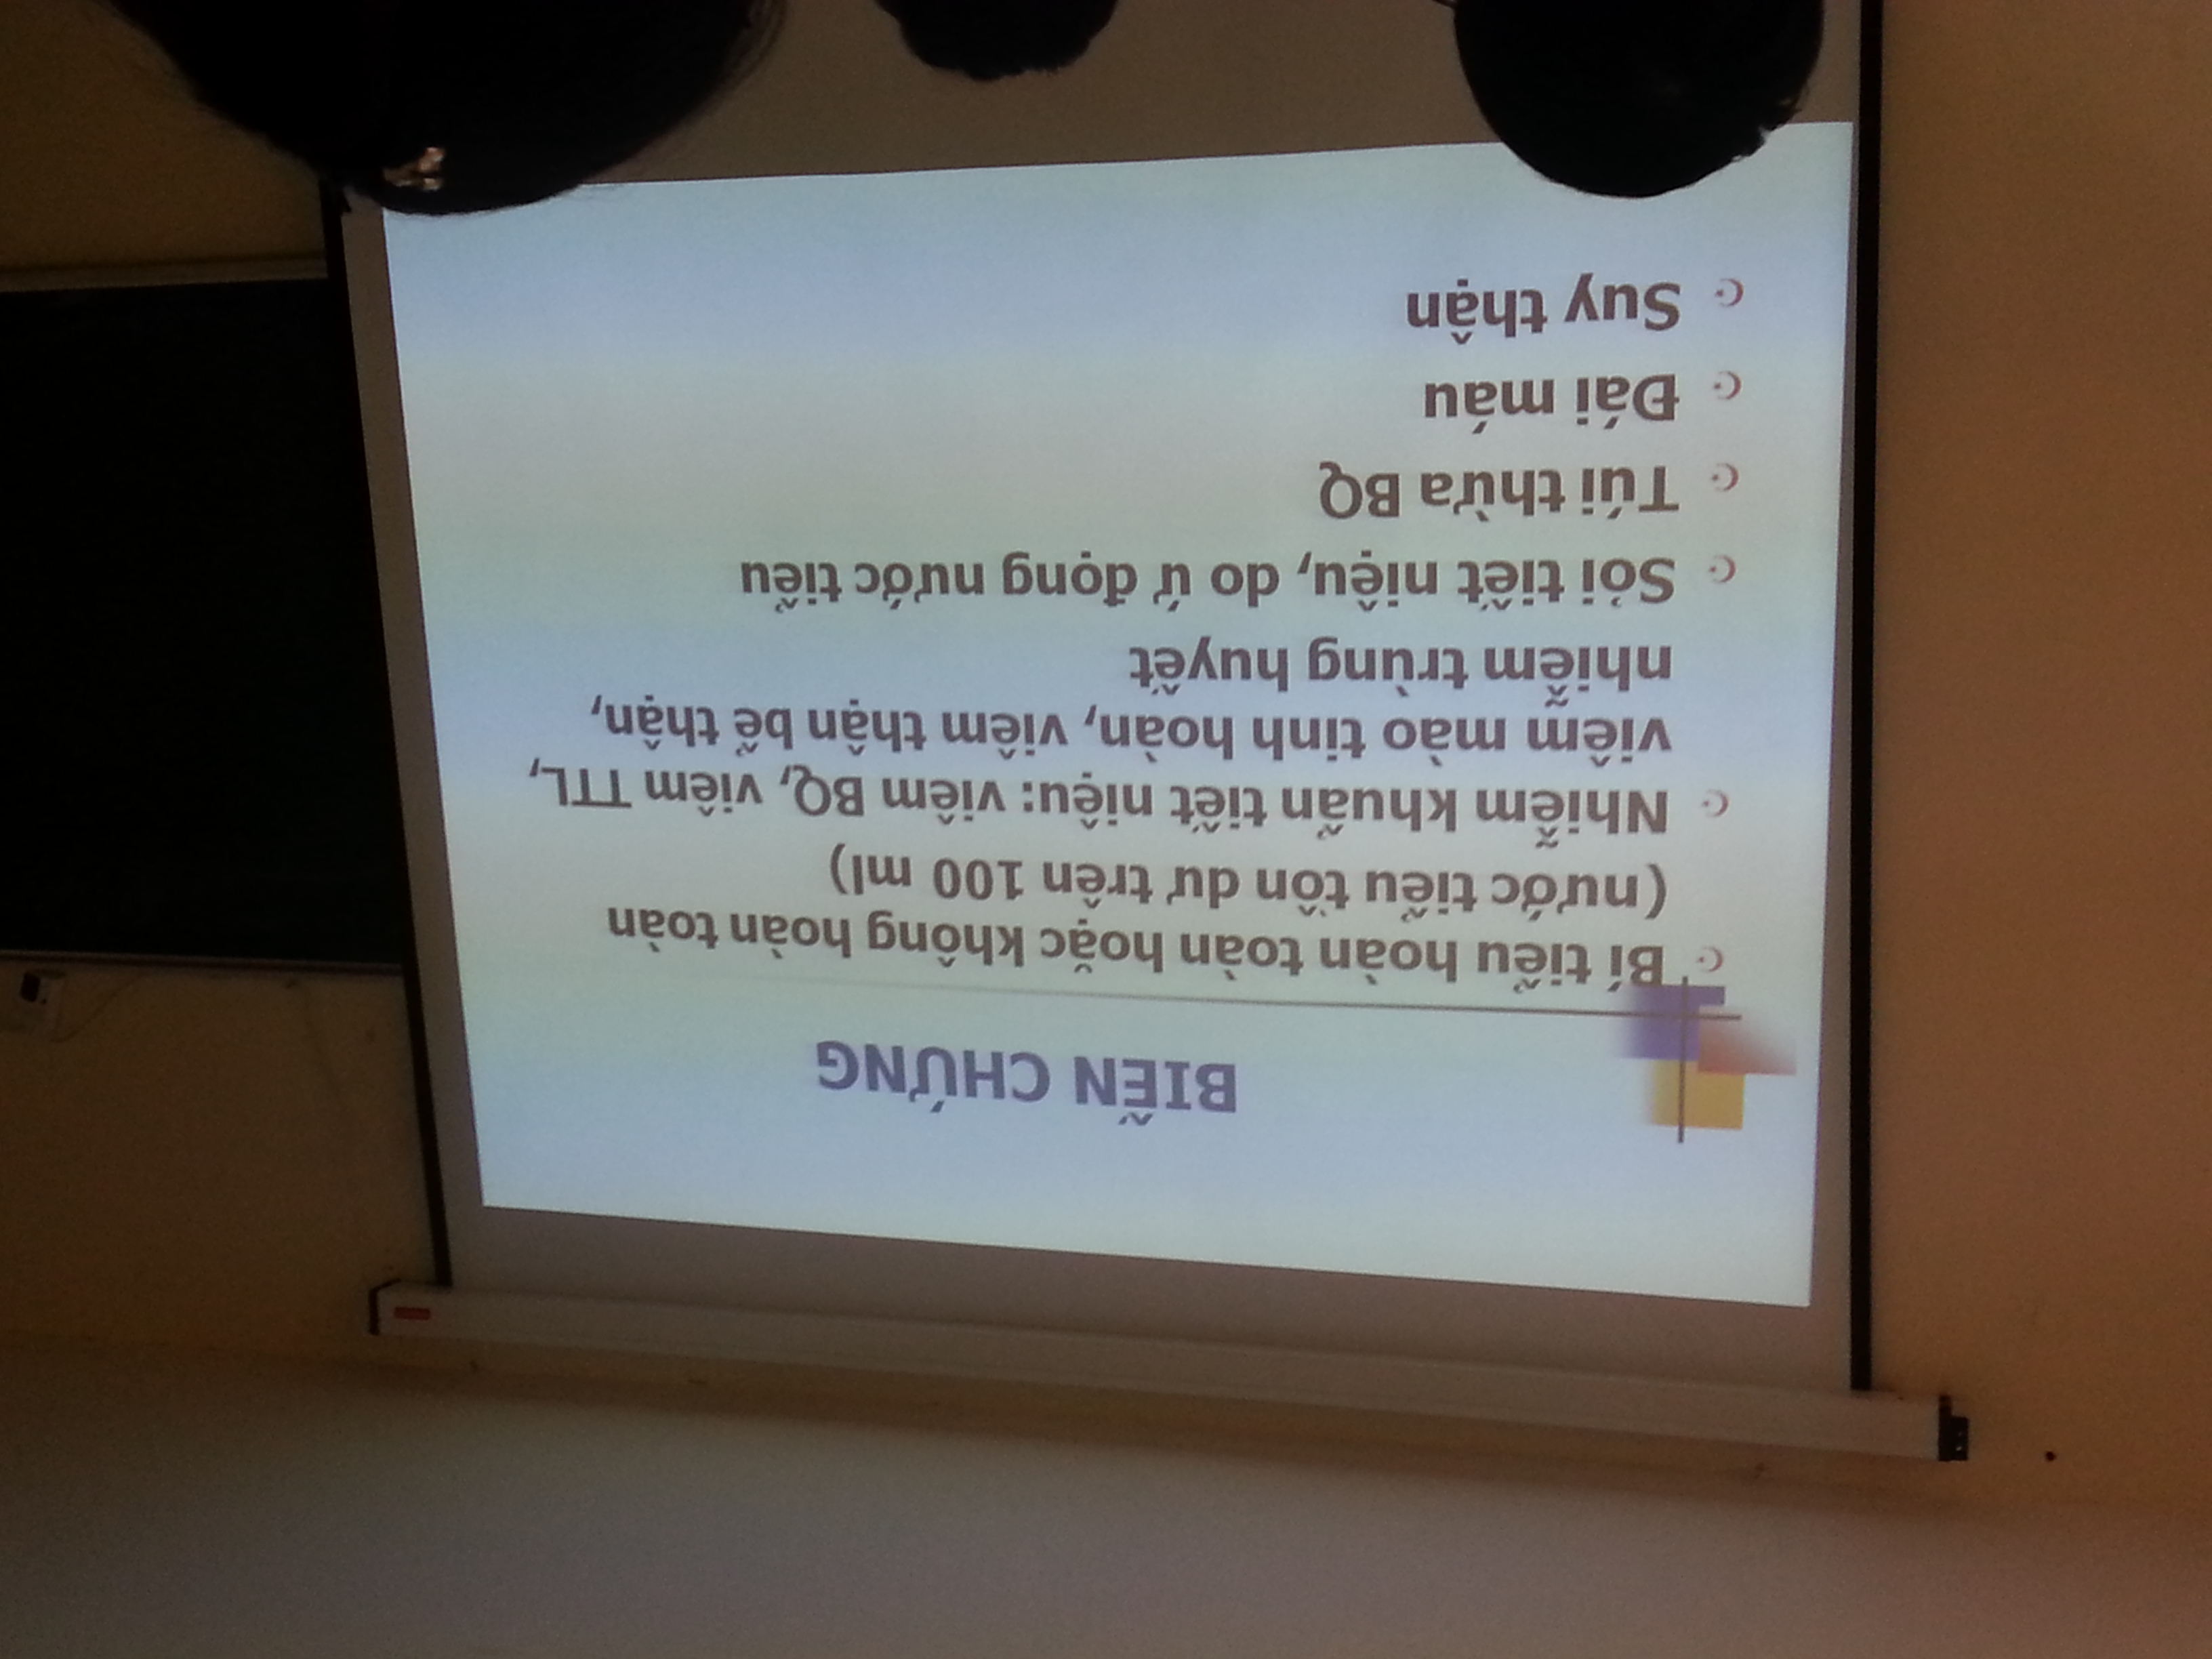 BIẾN CHỨNG
Bí tiểu hoàn toàn hoặc không hoàn toàn
(nước tiểu tồn dư trên 100 ml)
Nhiễm khuẩn tiết niệu: viêm BQ, viêm TTL,
viêm mào tinh hoàn, viêm thận bể thận,
nhiễm trùng huyết
Sỏi tiết niệu, do ứ đọng nước tiểu
Túi thừa BQ
Đái máu
Suy thận